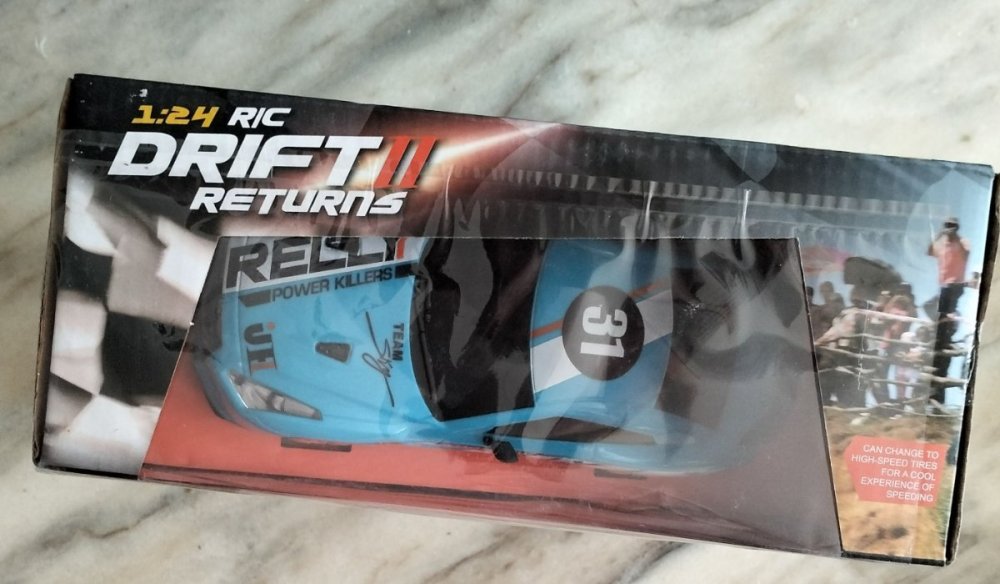 1:24 R/C
DRIFT II
RETURNS
RELLY
POWER KILLERS
TEAM
31
CAN CHANGE TO
HIGH-SPEED TIRES
FOR A COOL
EXPERIENCE OF
SPEEDING